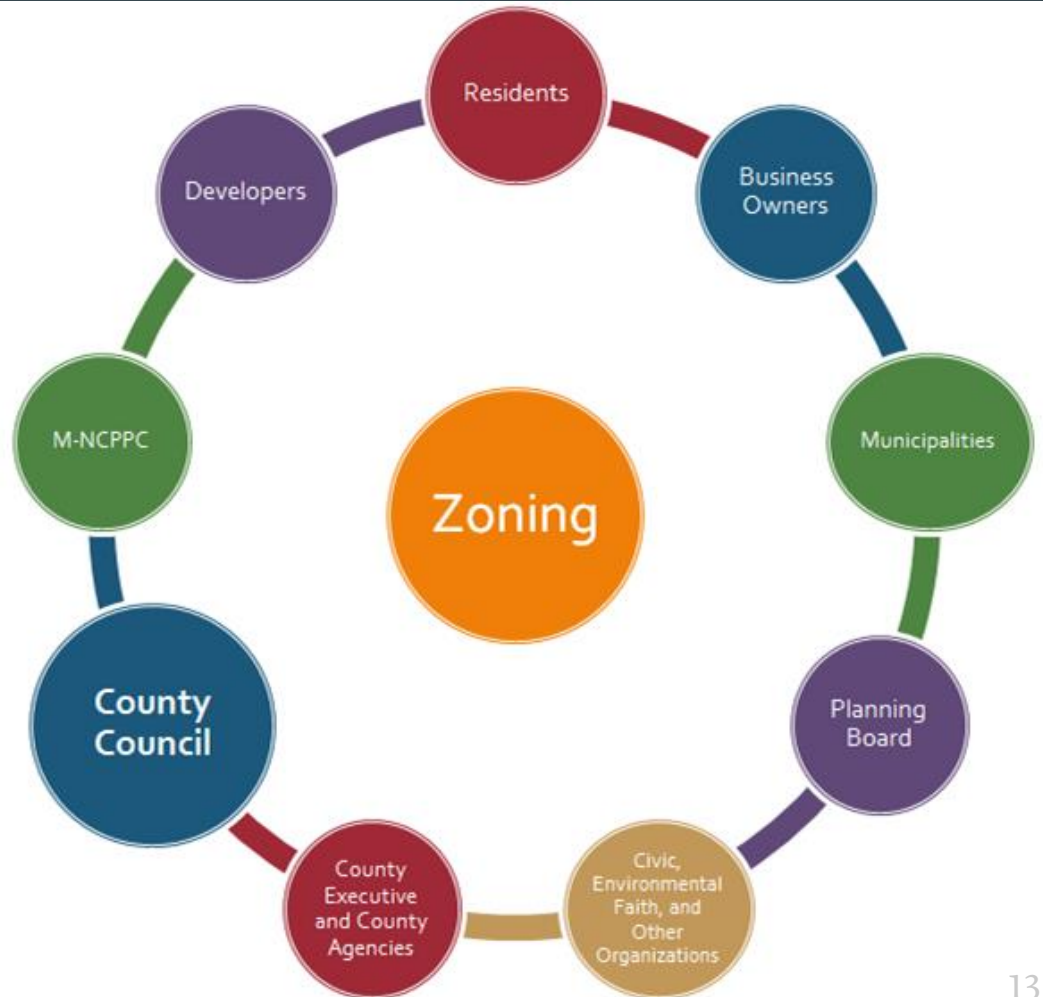 Residents
Business
Owners
Developers
M-NCPPC
Municipalities
Zoning
County
Council
Planning
Board
County
Executive
and County
Agencies
Civic,
Environmental
Faith, and
Other
Organizations
13